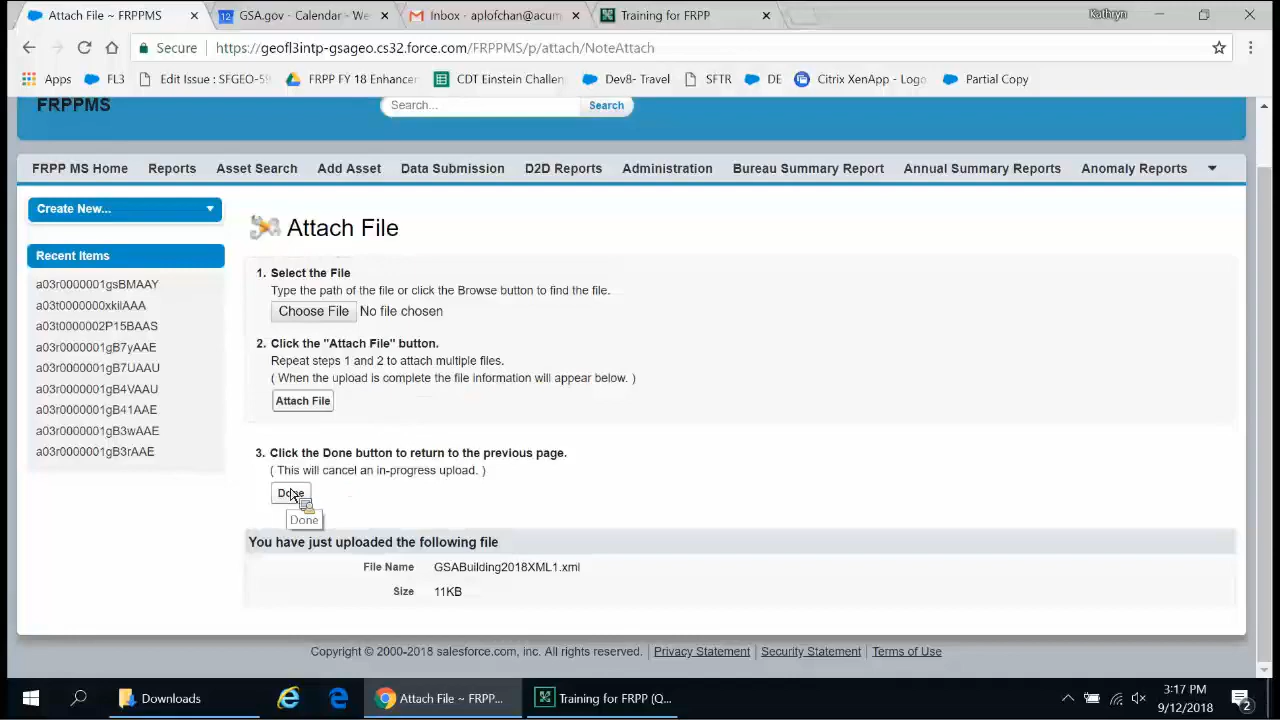 Attach File ~ FRPPMS
12 GSA.gov - Calendar - We
Inbox - aplofchan@acum
Training for FRPP
Kathryn
Secure https://geofl3intp-gsageo.cs32.force.com/FRPPMS/p/attach/NoteAttach
Apps FL3 Edit Issue : SFGEO-59 FRPP FY 18 Enhancer CDT Einstein Challen Dev8- Travel SFTR DE Citrix XenApp - Logo Partial Copy
FRPPMS
Search...
Search
FRPP MS Home Reports Asset Search Add Asset Data Submission D2D Reports Administration Bureau Summary Report Annual Summary Reports Anomaly Reports
Create New...
Recent Items
a03r0000001gsBMAAY
a03t0000000xkiIAAA
a03t0000002P15BAAS
a03r0000001gB7yAAE
a03r0000001gB7UAAU
a03r0000001gB4VAAU
a03r0000001gB41AAE
a03r0000001gB3wAAE
a03r0000001gB3rAAE
Attach File
1. Select the File
Type the path of the file or click the Browse button to find the file.
Choose File No file chosen
2. Click the "Attach File" button.
Repeat steps 1 and 2 to attach multiple files.
( When the upload is complete the file information will appear below. )
Attach File
3. Click the Done button to return to the previous page.
( This will cancel an in-progress upload. )
Done
Done
You have just uploaded the following file
File Name GSABuilding2018XML1.xml
Size 11KB
Copyright © 2000-2018 salesforce.com, inc. All rights reserved. | Privacy Statement | Security Statement | Terms of Use
Downloads
Attach File ~ FRPP...
Training for FRPP (Q...
3:17 PM
9/12/2018
2